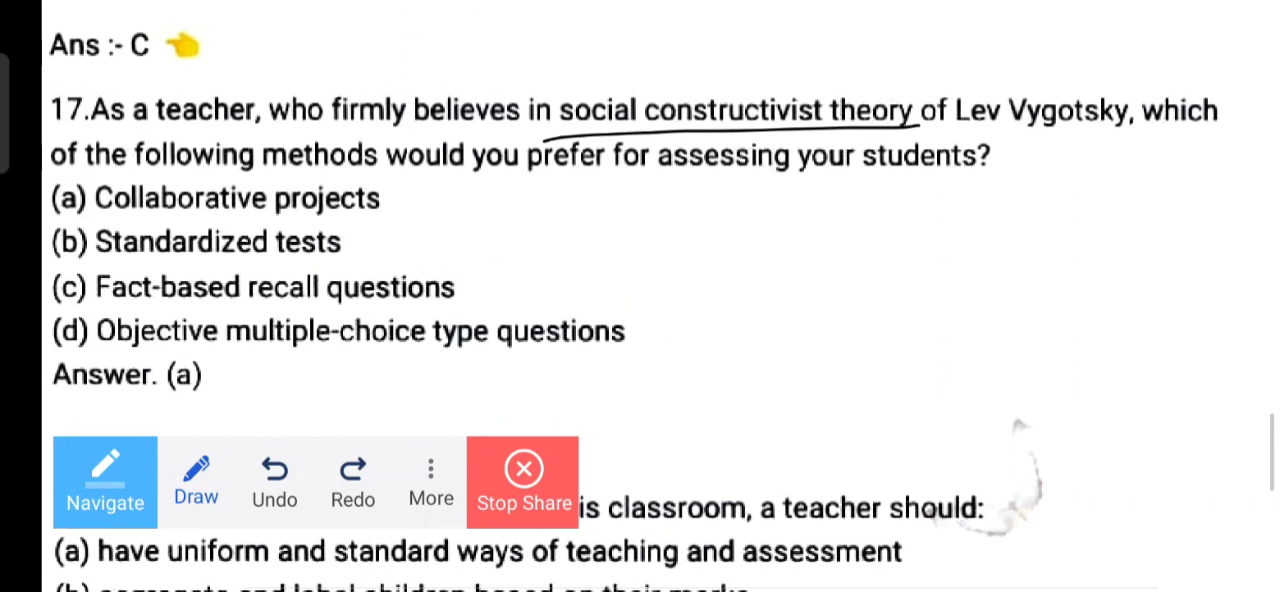 Ans :- C
17.As a teacher, who firmly believes in social constructivist theory of Lev Vygotsky, which
of the following methods would you prefer for assessing your students?
(a) Collaborative projects
(b) Standardized tests
(c) Fact-based recall questions
(d) Objective multiple-choice type questions
Answer. (a)
Navigate Draw Undo Redo More Stop Share
is classroom, a teacher should:
(a) have uniform and standard ways of teaching and assessment